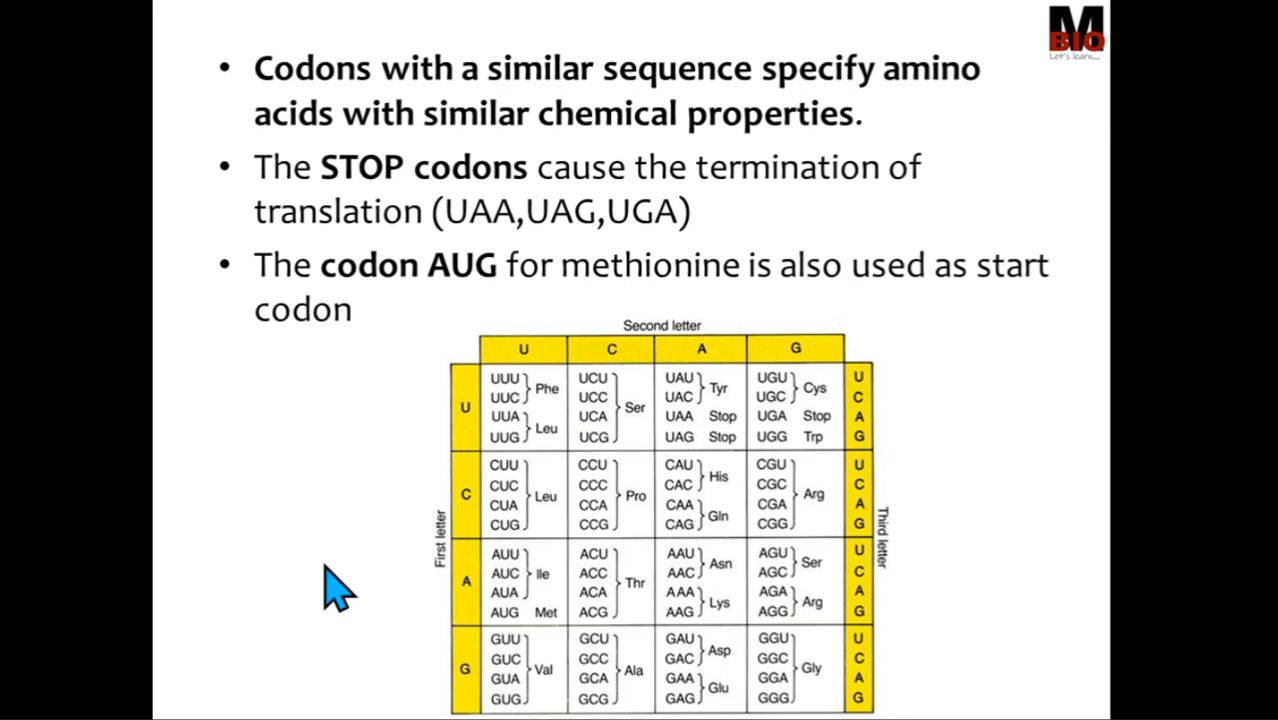 M
BIQ
Let's learn...
• Codons with a similar sequence specify amino
acids with similar chemical properties.
• The STOP codons cause the termination of
translation (UAA,UAG,UGA)
• The codon AUG for methionine is also used as start
codon
Second letter
U C A G
First letter
Third letter
U
UUU UCU UAU UGU U
UUC Phe UCC UAC Tyr UGC Cys C
UUA UCA Ser UAA Stop UGA Stop A
UUG Leu UCG UAG Stop UGG Trp G
C
CUU CCU CAU CGU U
CUC CCC CAC His CGC C
CUA Leu CCA Pro CAA CGA Arg A
CUG CCG CAG Gln CGG G
A
AUU ACU AAU AGU U
AUC Ile ACC AAC Asn AGC Ser C
AUA ACA Thr AAA AGA A
AUG Met ACG AAG Lys AGG Arg G
G
GUU GCU GAU GGU U
GUC GCC GAC Asp GGC C
GUA Val GCA Ala GAA GGA Gly A
GUG GCG GAG Glu GGG G